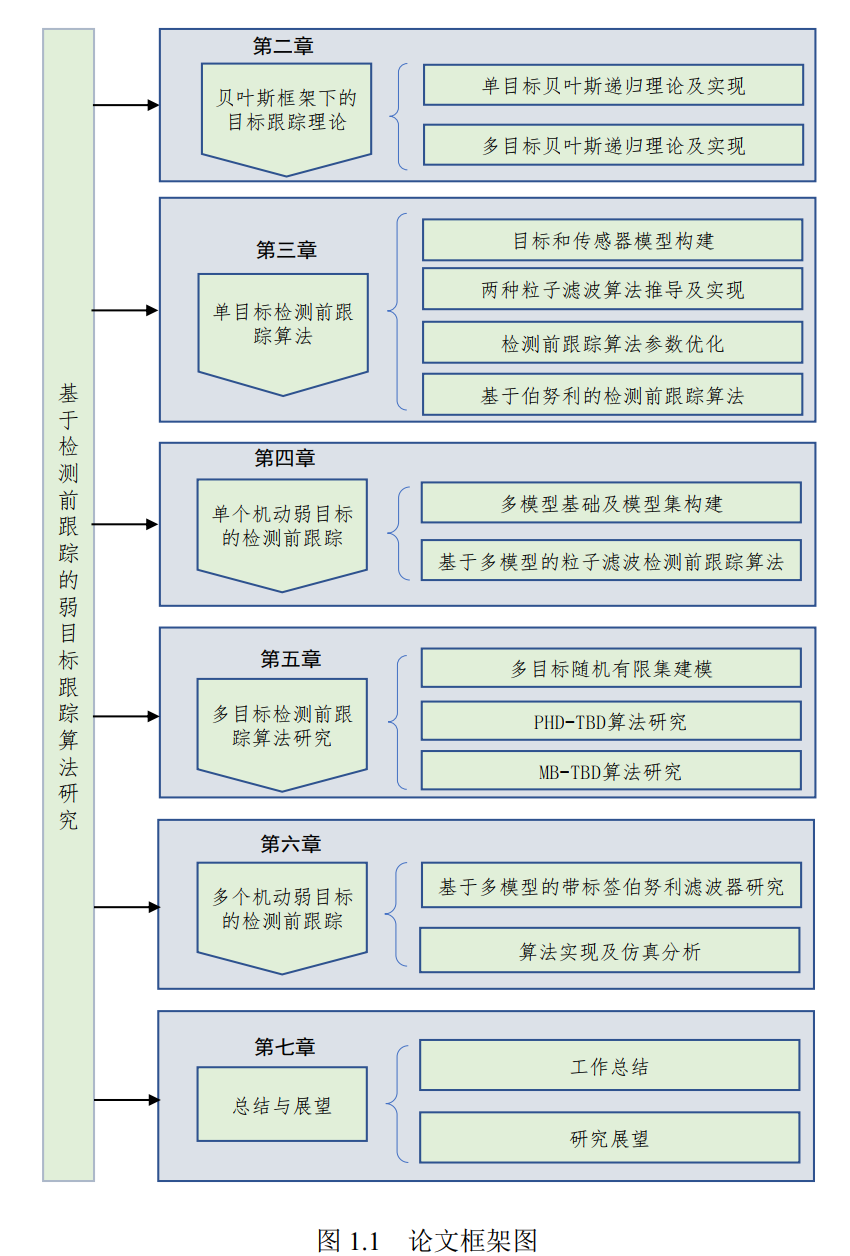 基于检测前跟踪的弱目标跟踪算法研究
第二章
贝叶斯框架下的
目标跟踪理论
单目标贝叶斯递归理论及实现
多目标贝叶斯递归理论及实现
第三章
单目标检测前跟
踪算法
目标和传感器模型构建
两种粒子滤波算法推导及实现
检测前跟踪算法参数优化
基于伯努利的检测前跟踪算法
第四章
单个机动弱目标
的检测前跟踪
多模型基础及模型集构建
基于多模型的粒子滤波检测前跟踪算法
第五章
多目标检测前跟
踪算法研究
多目标随机有限集建模
PHD-TBD算法研究
MB-TBD算法研究
第六章
多个机动弱目标
的检测前跟踪
基于多模型的带标签伯努利滤波器研究
算法实现及仿真分析
第七章
总结与展望
工作总结
研究展望
图 1.1 论文框架图